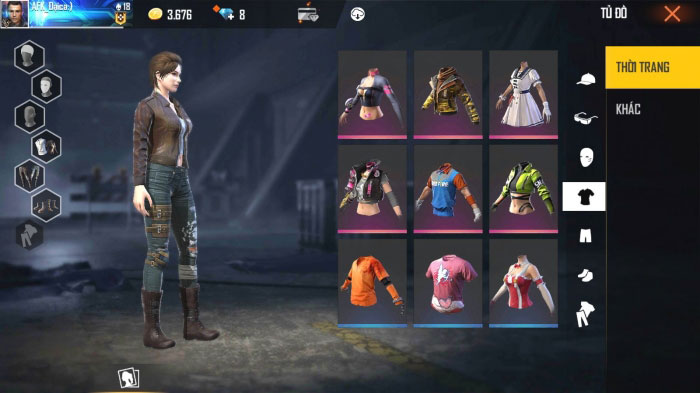 AFK_Daica:) 18
3.676
8
TỦ ĐỒ
THỜI TRANG
KHÁC